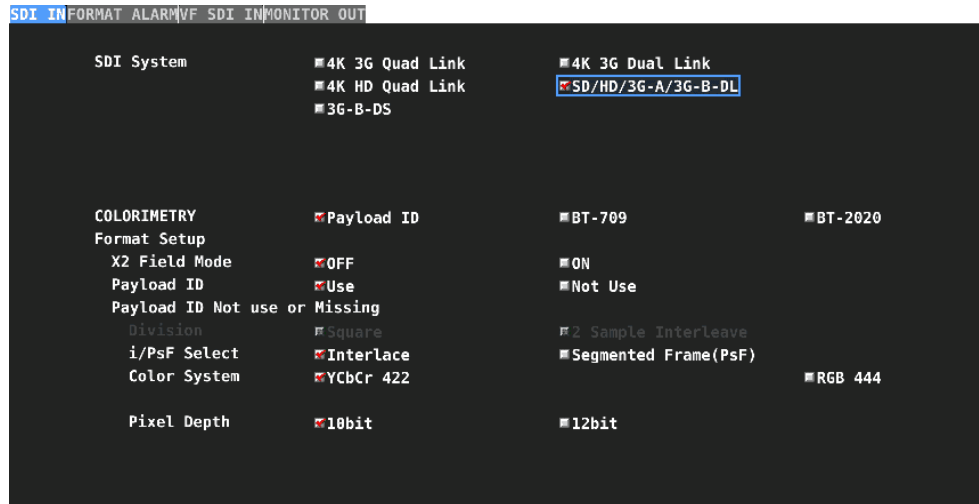 SDI IN FORMAT ALARM VF SDI IN MONITOR OUT
SDI System 4K 3G Quad Link 4K 3G Dual Link
4K HD Quad Link SD/HD/3G-A/3G-B-DL
3G-B-DS
COLORIMETRY Payload ID BT-709 BT-2020
Format Setup
X2 Field Mode OFF ON
Payload ID Use Not Use
Payload ID Not use or Missing
Division Square 2 Sample Interleave
i/PsF Select Interlace Segmented Frame(PsF)
Color System YCbCr 422 RGB 444
Pixel Depth 10bit 12bit